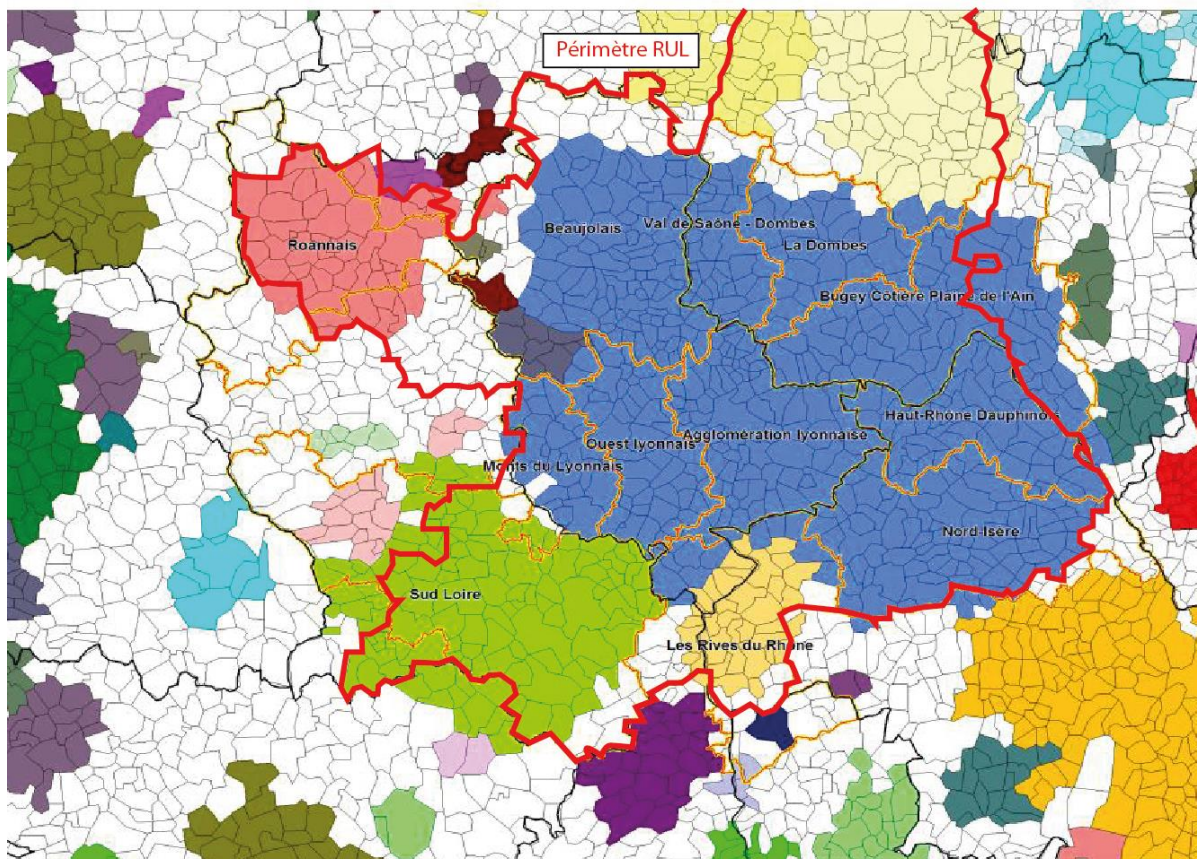 Périmètre RUL
Roannais
Beaujolais
Val de Saône - Dombes
La Dombes
Bugey Côtière Plaine de l'Ain
Haut-Rhône Dauphinois
Ouest lyonnais
Agglomération lyonnaise
Monts du Lyonnais
Nord-Isère
Sud Loire
Les Rives du Rhône